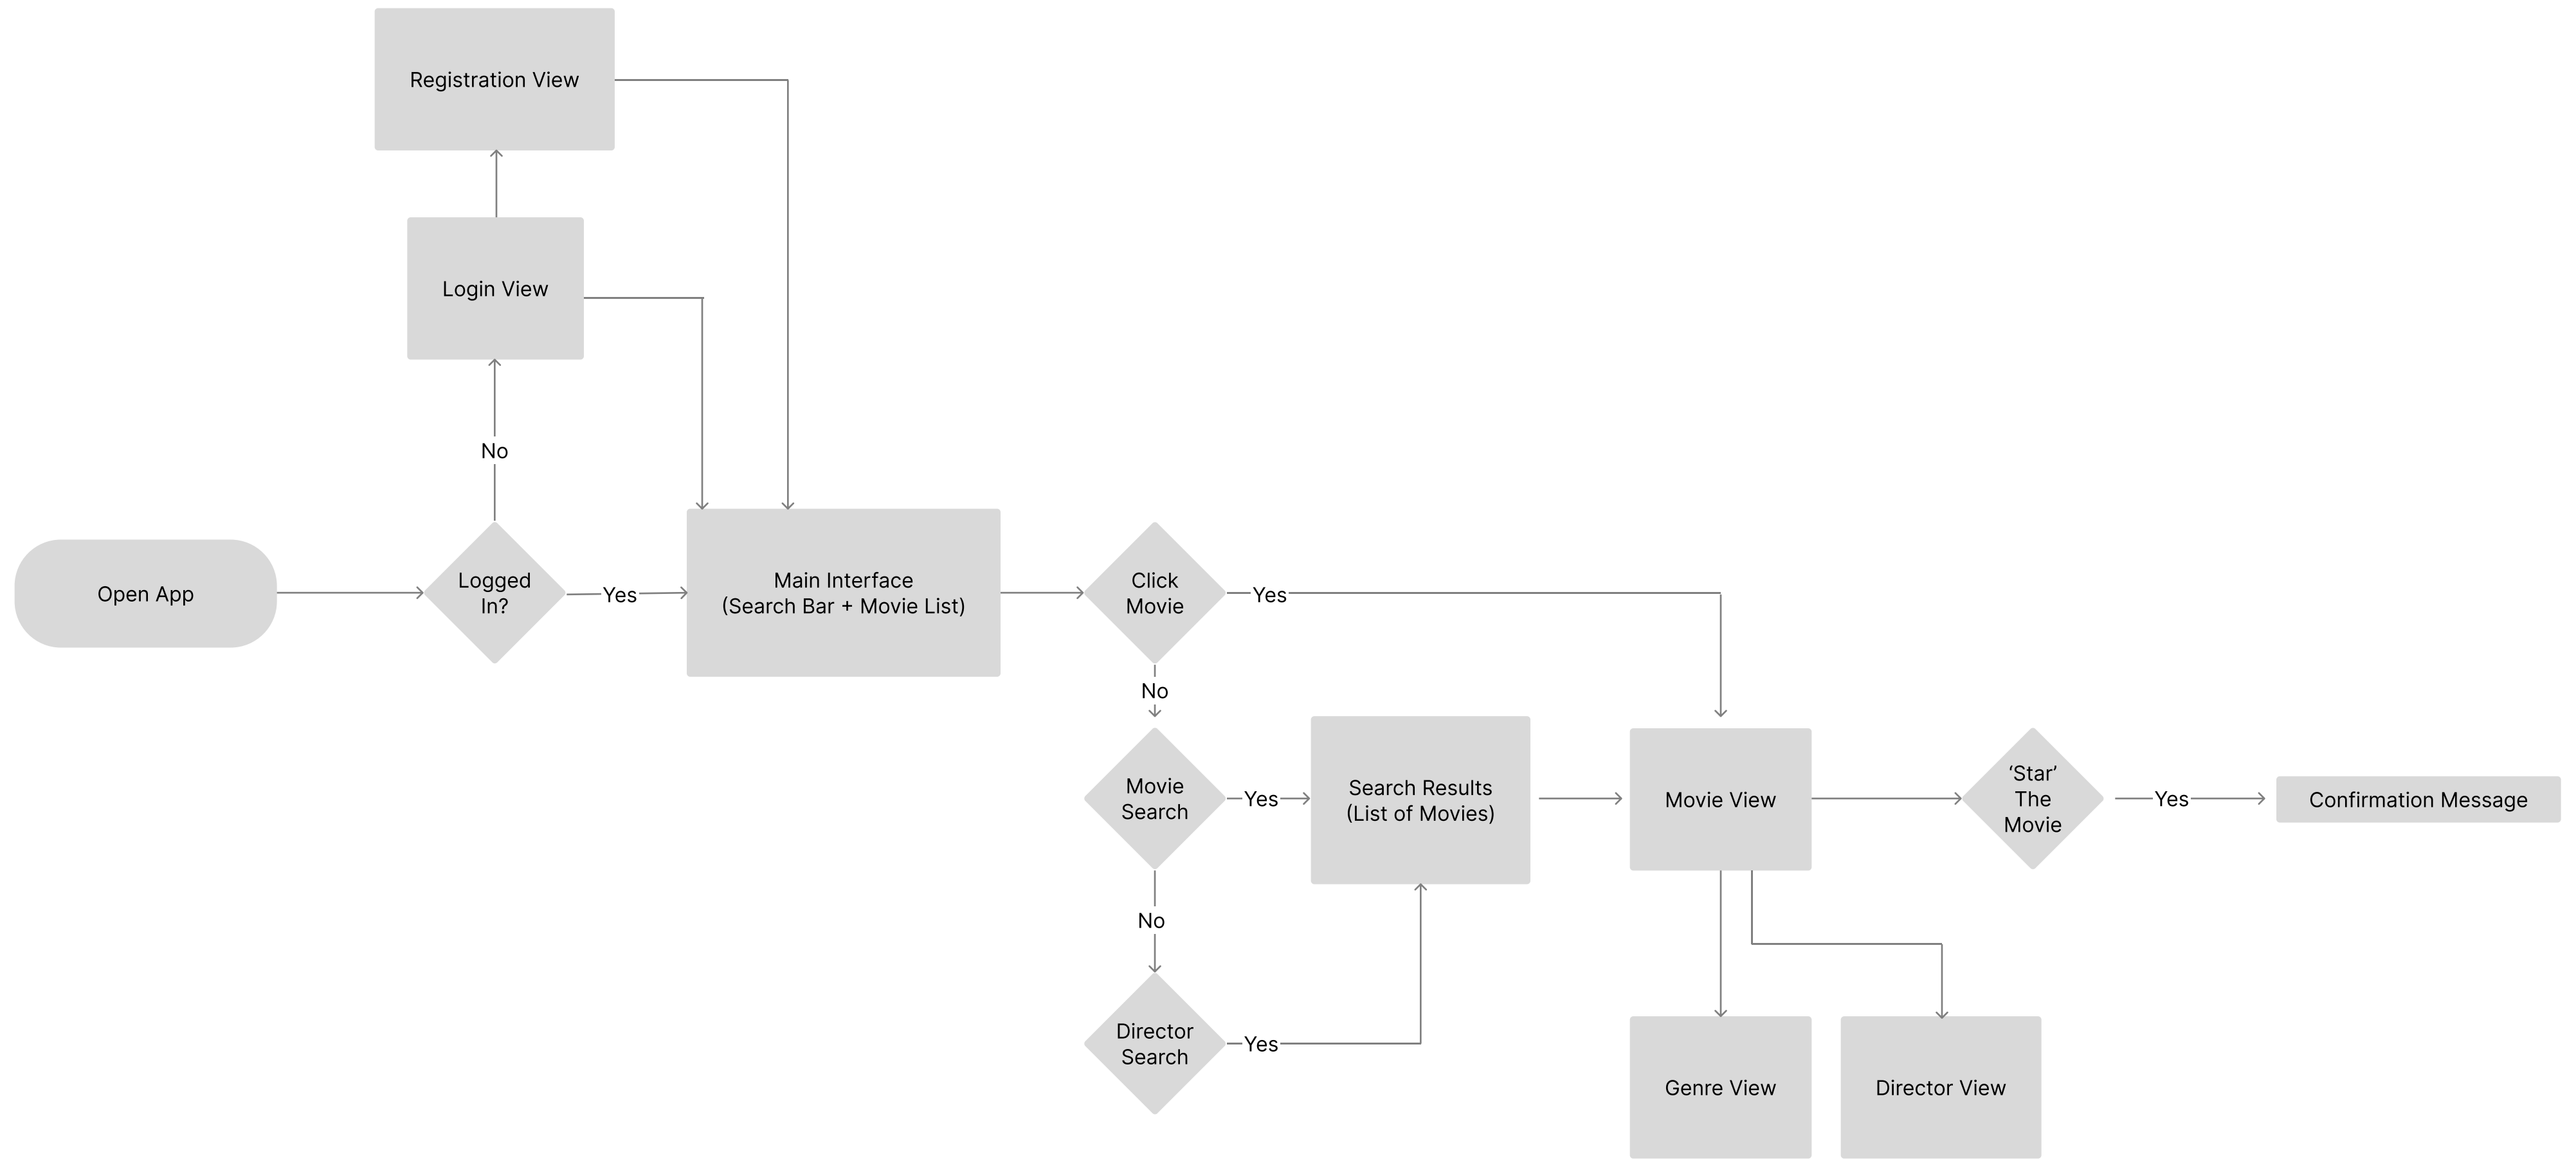 Registration View
Login View
No
Open App
Logged
In?
Yes
Main Interface
(Search Bar + Movie List)
Click
Movie
Yes
No
Movie
Search
Yes
Search Results
(List of Movies)
Movie View
‘Star’
The
Movie
Yes
Confirmation Message
No
Director
Search
Yes
Genre View
Director View